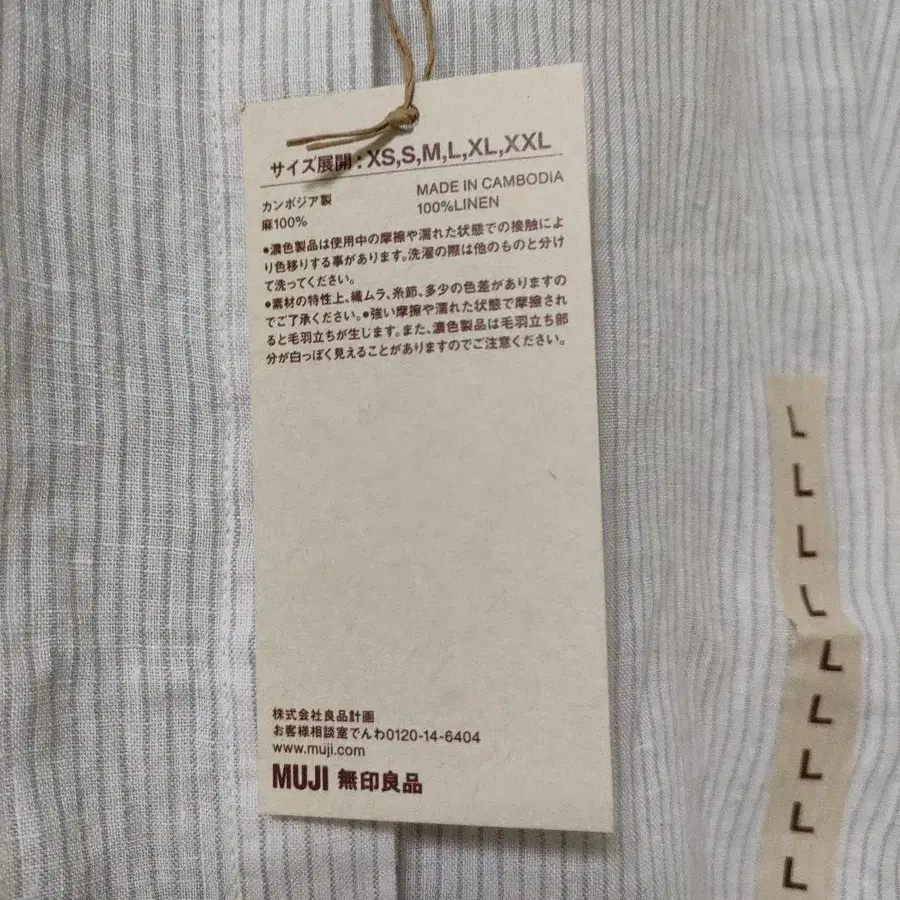 サイズ展開:XS,S,M,L,XL,XXL
カンボジア製
麻100%
MADE IN CAMBODIA
100%LINEN
●濃色製品は使用中の摩擦や濡れた状態での接触によ
り色移りする事があります。洗濯の際は他のものと分け
て洗ってください。
●素材の特性上、織ムラ、糸節、多少の色差がありますの
でご了承ください。●強い摩擦や濡れた状態で摩擦され
ると毛羽立ちが生じます。また、濃色製品は毛羽立ち部
分が白っぽく見えることがありますのでご注意ください。
株式会社良品計画
お客様相談室でんわ0120-14-6404
www.muji.com
MUJI 無印良品
L
L
L
L
L
L
L
L
L